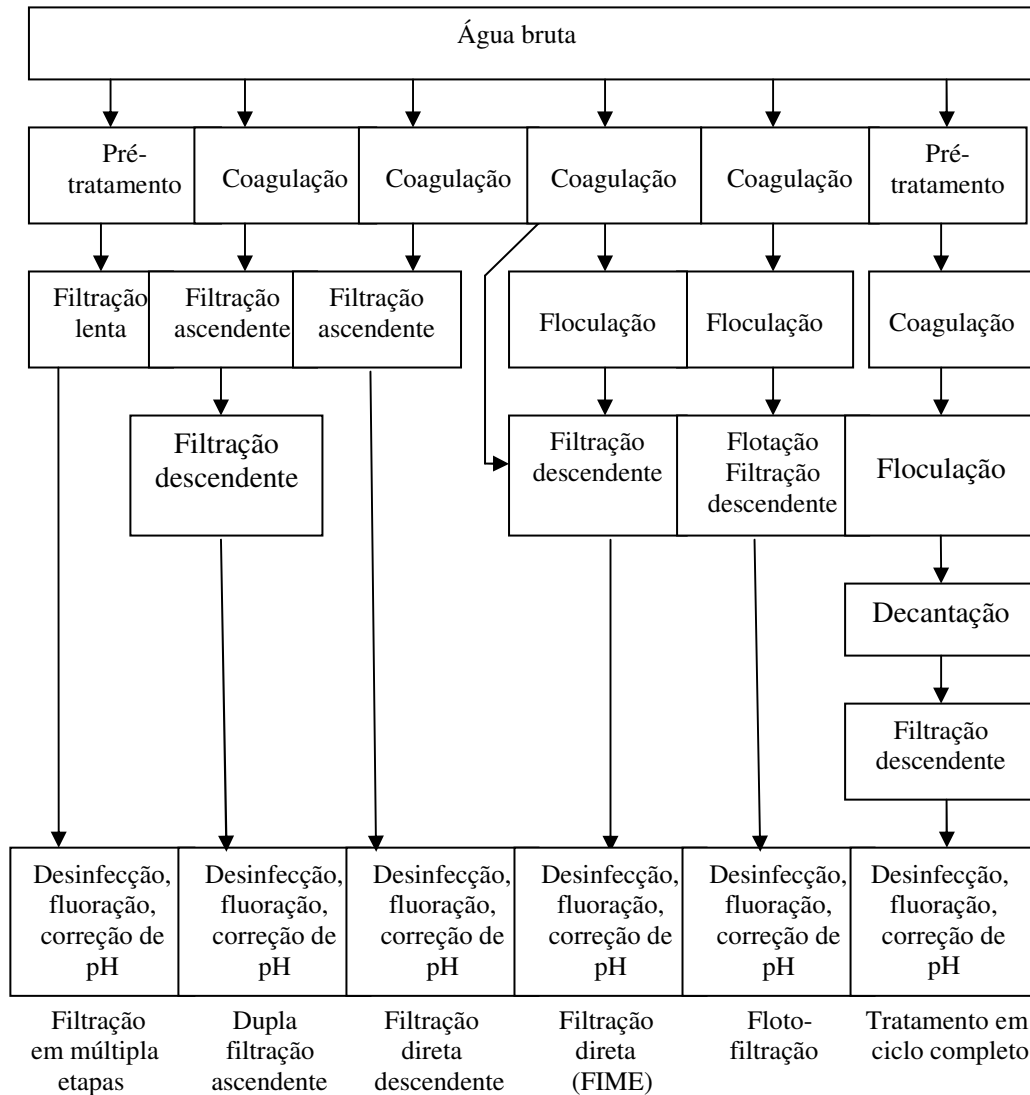 Água bruta
Pré-
tratamento
Coagulação
Coagulação
Coagulação
Coagulação
Pré-
tratamento
Filtração
lenta
Filtração
ascendente
Filtração
ascendente
Floculação
Floculação
Coagulação
Filtração
descendente
Filtração
descendente
Flotação
Filtração
descendente
Floculação
Decantação
Filtração
descendente
Desinfecção,
fluoração,
correção de
pH
Desinfecção,
fluoração,
correção de
pH
Desinfecção,
fluoração,
correção de
pH
Desinfecção,
fluoração,
correção de
pH
Desinfecção,
fluoração,
correção de
pH
Desinfecção,
fluoração,
correção de
pH
Filtração
em múltipla
etapas
Dupla
filtração
ascendente
Filtração
direta
descendente
Filtração
direta
(FIME)
Floto-
filtração
Tratamento em
ciclo completo